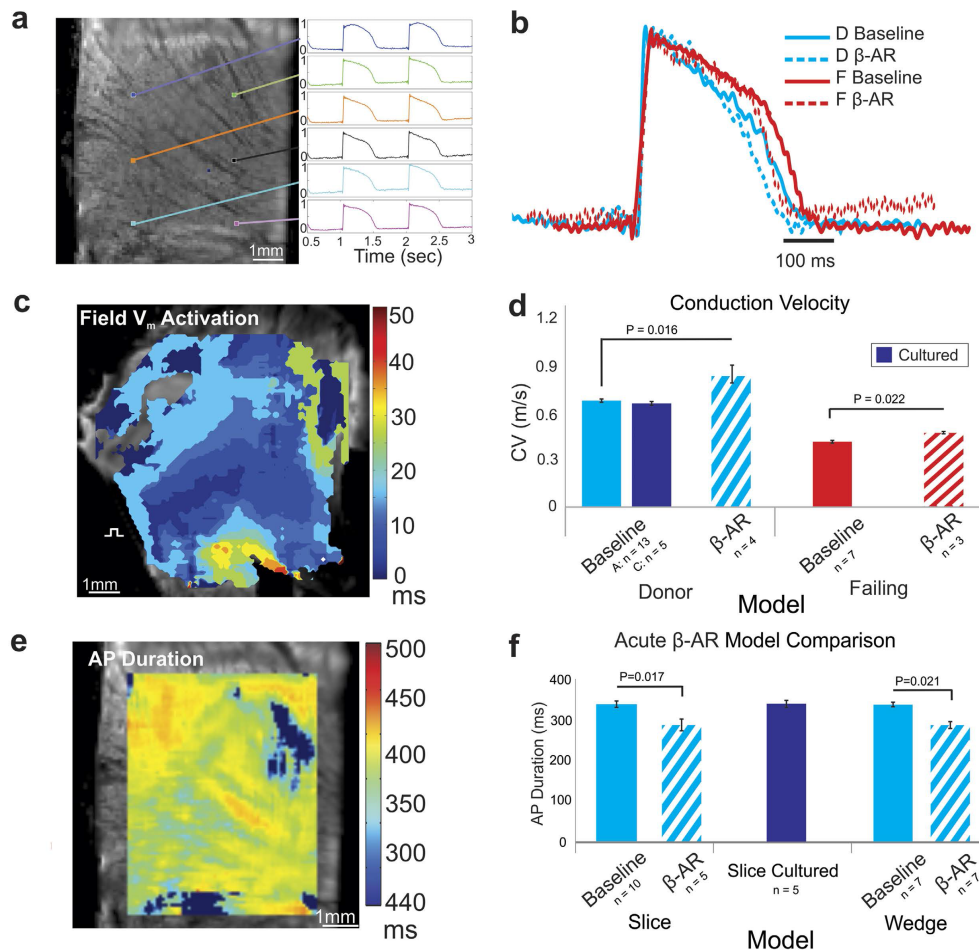 a
1
0
1
0
1
0
1
0
1
0
1
0
0.5 1 1.5 2 2.5 3
Time (sec)
1mm
b
D Baseline
D β-AR
F Baseline
F β-AR
100 ms
c
Field Vm Activation
50
40
30
20
10
0
ms
1mm
d
Conduction Velocity
1.2
0.9
0.6
0.3
0
CV (m/s)
P = 0.016
Cultured
P = 0.022
Baseline
A: n = 13
C: n = 5
β-AR
n = 4
Baseline
n = 7
β-AR
n = 3
Donor
Failing
Model
e
AP Duration
500
450
400
350
300
440
ms
1mm
f
Acute β-AR Model Comparison
400
300
200
100
0
AP Duration (ms)
P=0.017
P=0.021
Baseline
n = 10
β-AR
n = 5
Slice Cultured
n = 5
Baseline
n = 7
β-AR
n = 7
Slice
Wedge
Model